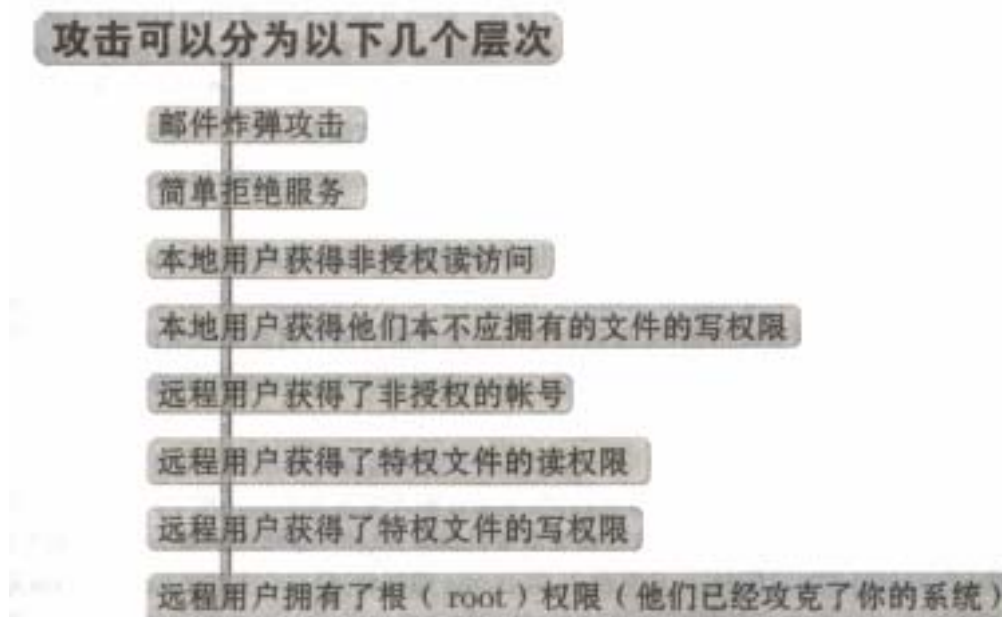 攻击可以分为以下几个层次
邮件炸弹攻击
简单拒绝服务
本地用户获得非授权读访问
本地用户获得他们本不应拥有的文件的写权限
远程用户获得了非授权的帐号
远程用户获得了特权文件的读权限
远程用户获得了特权文件的写权限
远程用户拥有了根（root）权限（他们已经攻克了你的系统）